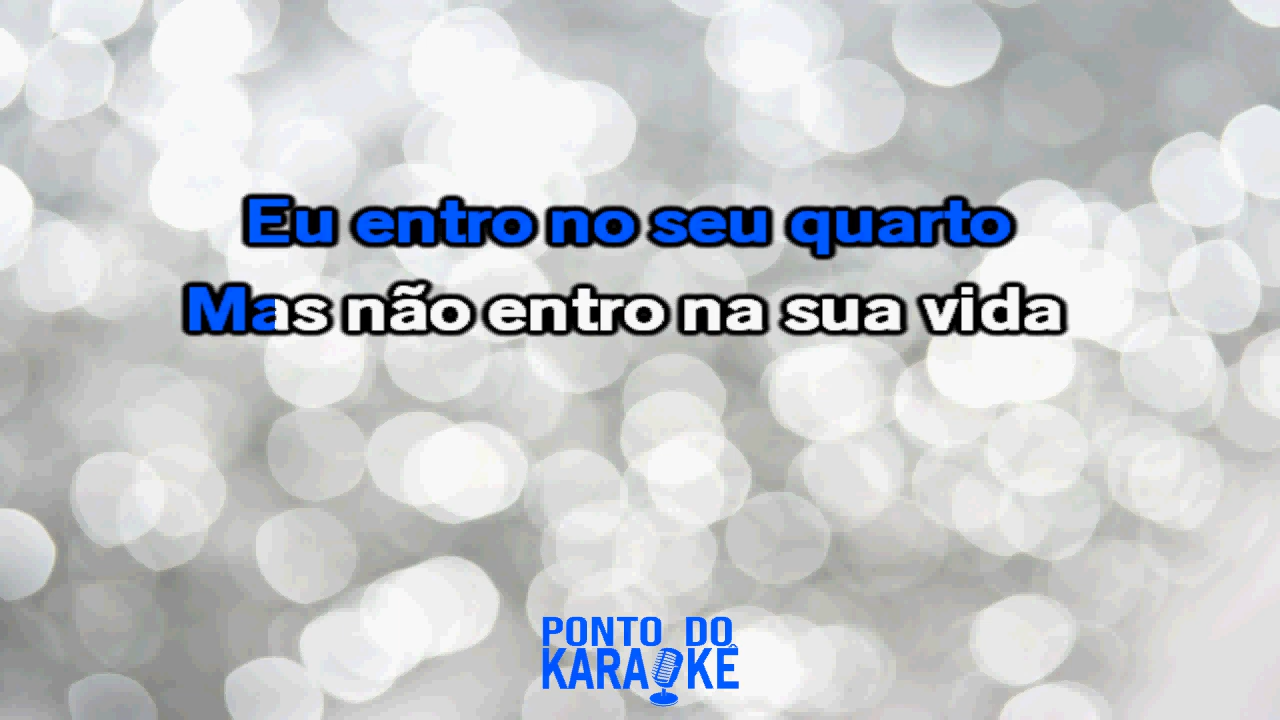 Eu entro no seu quarto
Mas não entro na sua vida
PONTO DO
KARAOKÊ